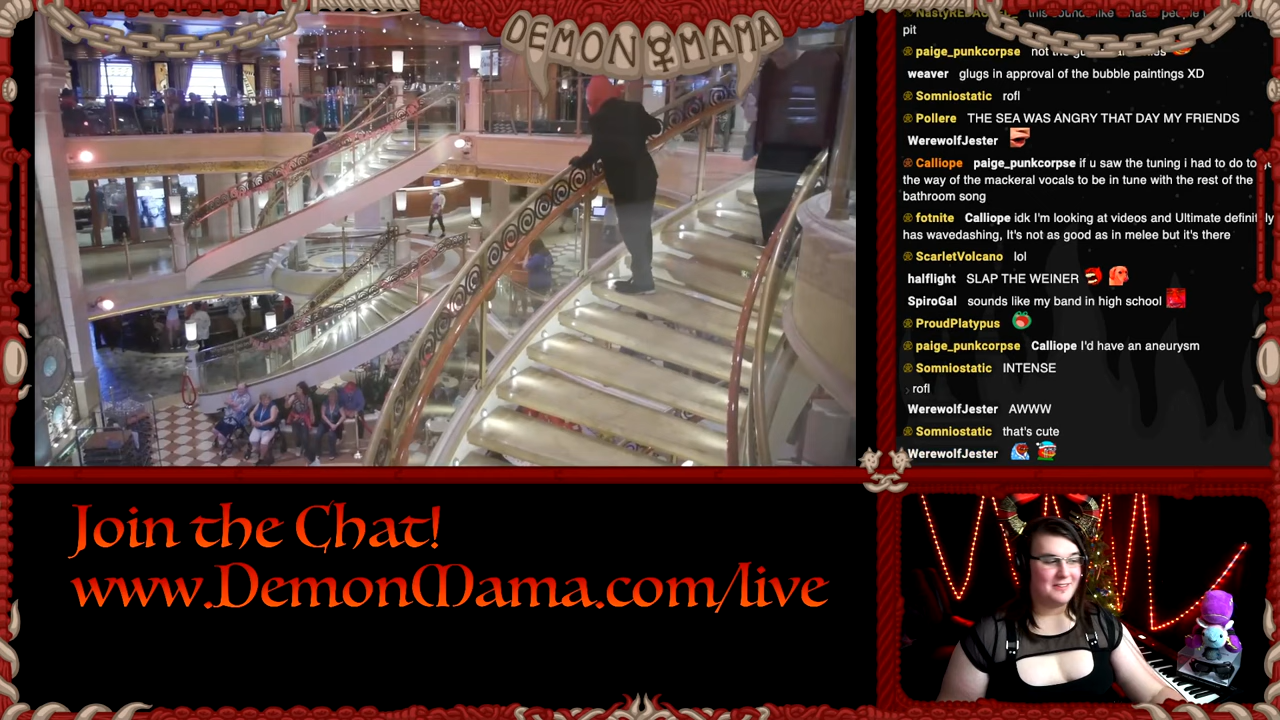 DEMON MAMA
pit
paige_punkcorpse not
weaver glugs in approval of the bubble paintings XD
Somniostatic rofl
Pollere THE SEA WAS ANGRY THAT DAY MY FRIENDS
WerewolfJester
Calliope paige_punkcorpse if u saw the tuning i had to do to
the way of the mackeral vocals to be in tune with the rest of the
bathroom song
fotnite Calliope idk I'm looking at videos and Ultimate definitely
has wavedashing, It's not as good as in melee but it's there
ScarletVolcano lol
halflight SLAP THE WEINER
SpiroGal sounds like my band in high school
ProudPlatypus
paige_punkcorpse Calliope I'd have an aneurysm
Somniostatic INTENSE
rofl
WerewolfJester AWWW
Somniostatic that's cute
WerewolfJester
Join the Chat!
www.DemonMama.com/live